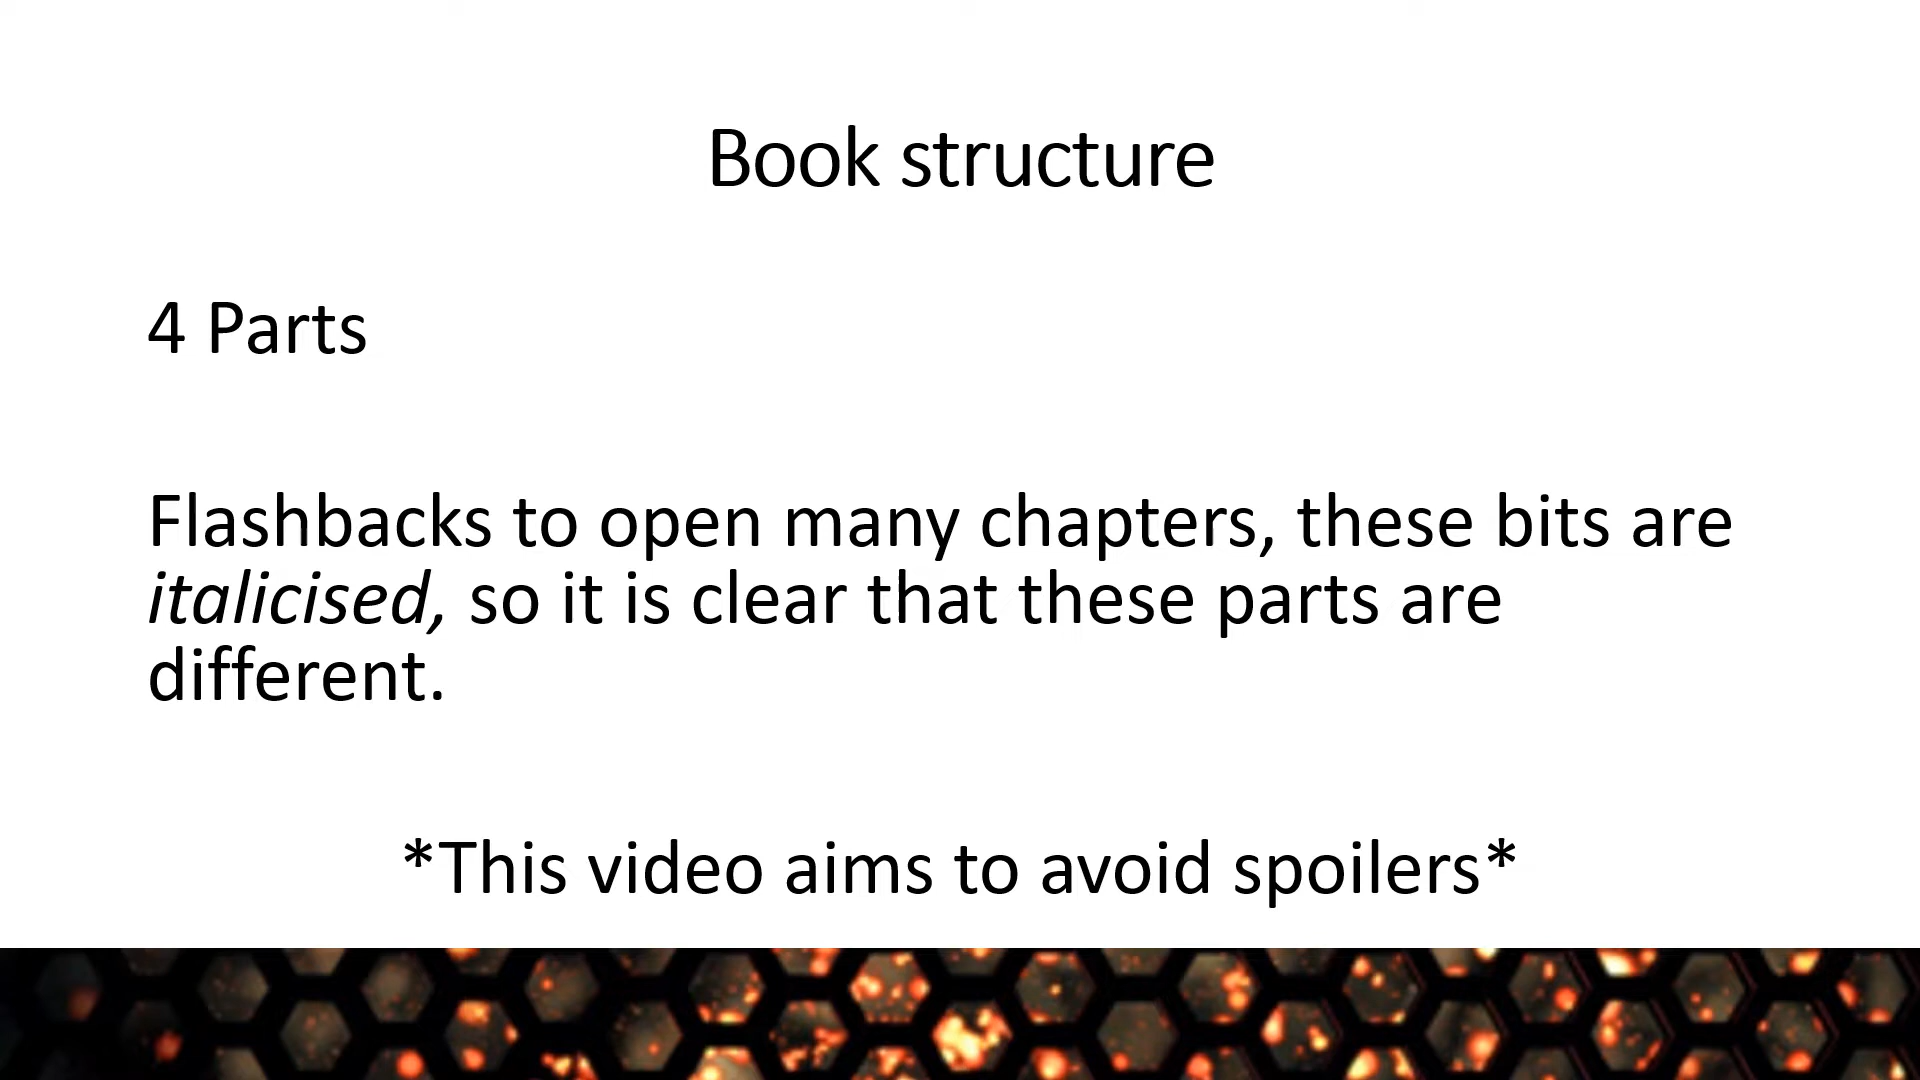 Book structure
4 Parts
Flashbacks to open many chapters, these bits are
italicised, so it is clear that these parts are
different.
*This video aims to avoid spoilers*